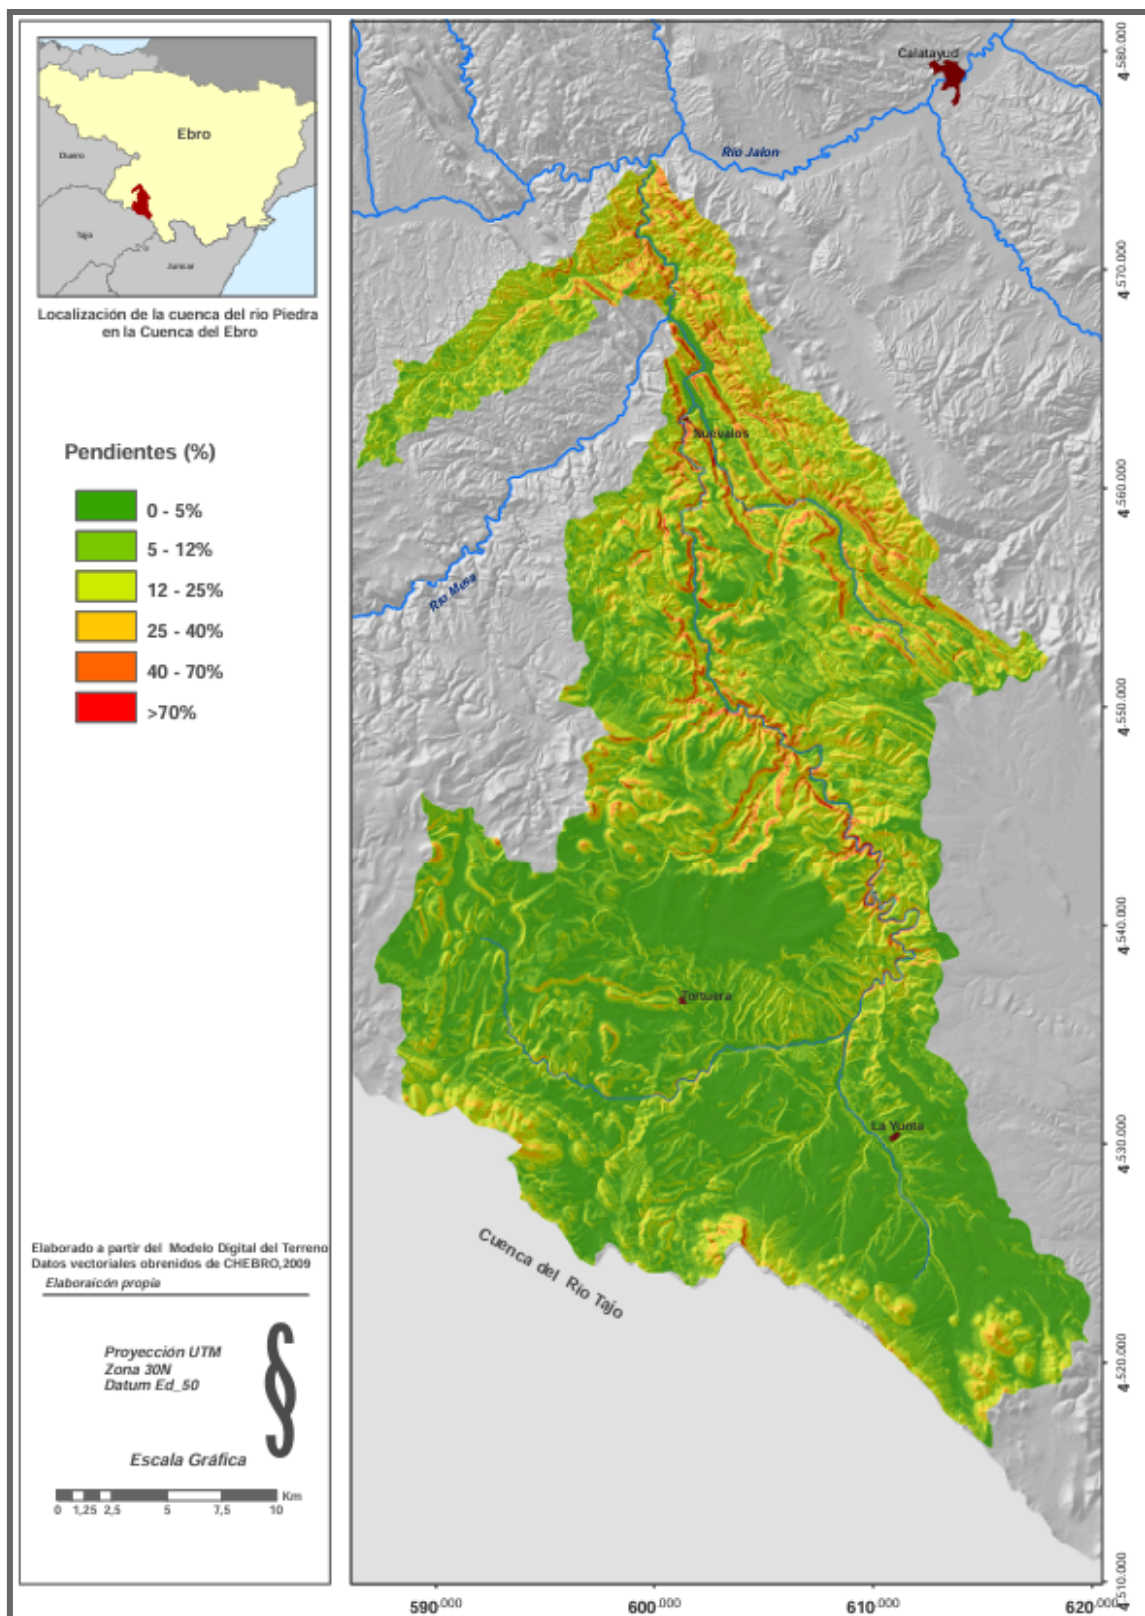 Ebro
Duero
Tajo
Jucar
Localización de la cuenca del río Piedra
en la Cuenca del Ebro
Pendientes (%)
0 - 5%
5 - 12%
12 - 25%
25 - 40%
40 - 70%
>70%
Elaborado a partir del Modelo Digital del Terreno
Datos vectoriales obrenidos de CHEBRO,2009
Elaboraicón propia
Proyección UTM
Zona 30N
Datum Ed_50
Escala Gráfica
Km
0 1,25 2,5 5 7,5 10
Calatayud
Río Jalon
Nuevalos
Río Mesa
Tortuera
La Yunta
Cuenca del Río Tajo
4.580.000
4.570.000
4.560.000
4.550.000
4.540.000
4.530.000
4.520.000
4.510.000
590.000 600.000 610.000 620.000